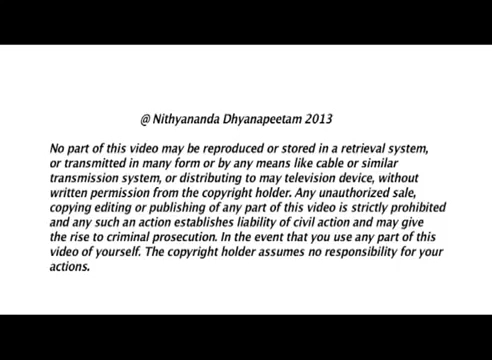 @ Nithyananda Dhyanapeetam 2013
No part of this video may be reproduced or stored in a retrieval system,
or transmitted in many form or by any means like cable or similar
transmission system, or distributing to may television device, without
written permission from the copyright holder. Any unauthorized sale,
copying editing or publishing of any part of this video is strictly prohibited
and any such an action establishes liability of civil action and may give
the rise to criminal prosecution. In the event that you use any part of this
video of yourself. The copyright holder assumes no responsibility for your
actions.